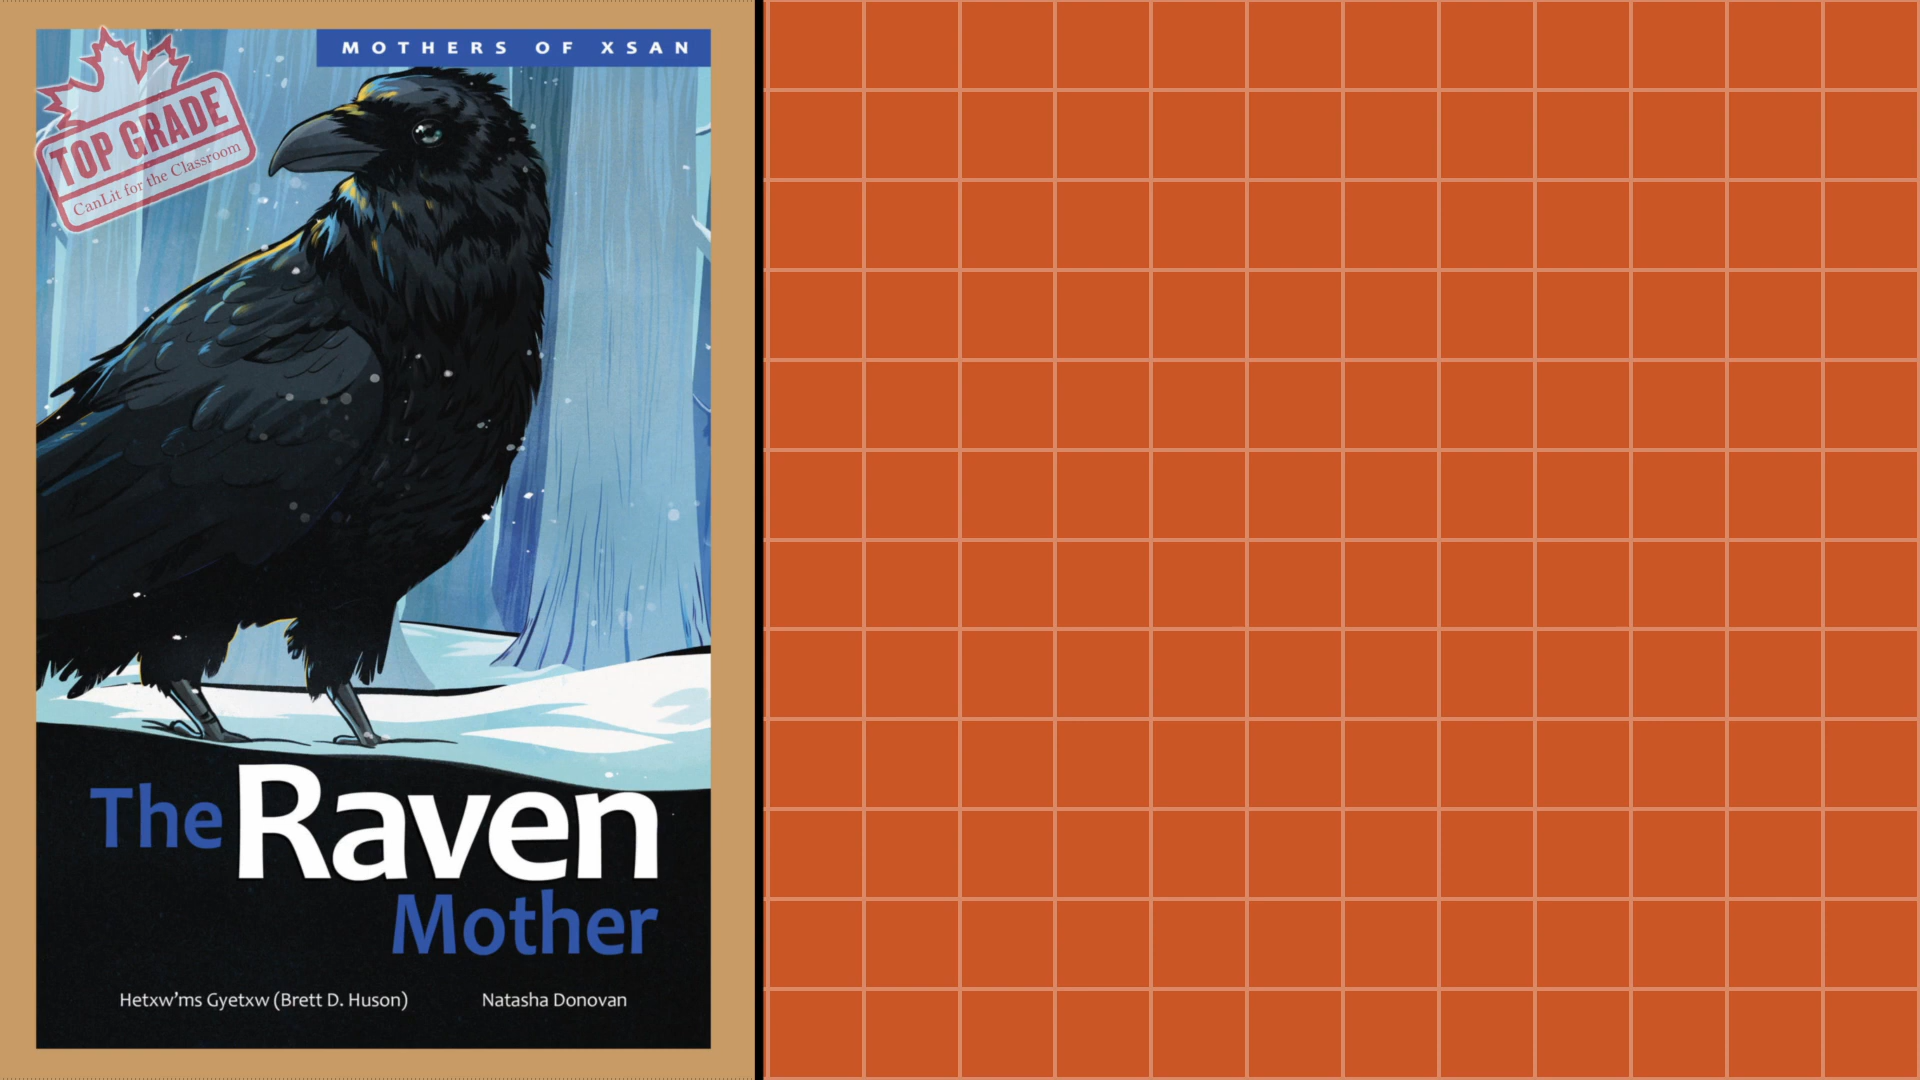 MOTHERS OF XSAN
TOP GRADE
CanLit for the Classroom
The Raven
Mother
Hetxw'ms Gyetxw (Brett D. Huson) Natasha Donovan